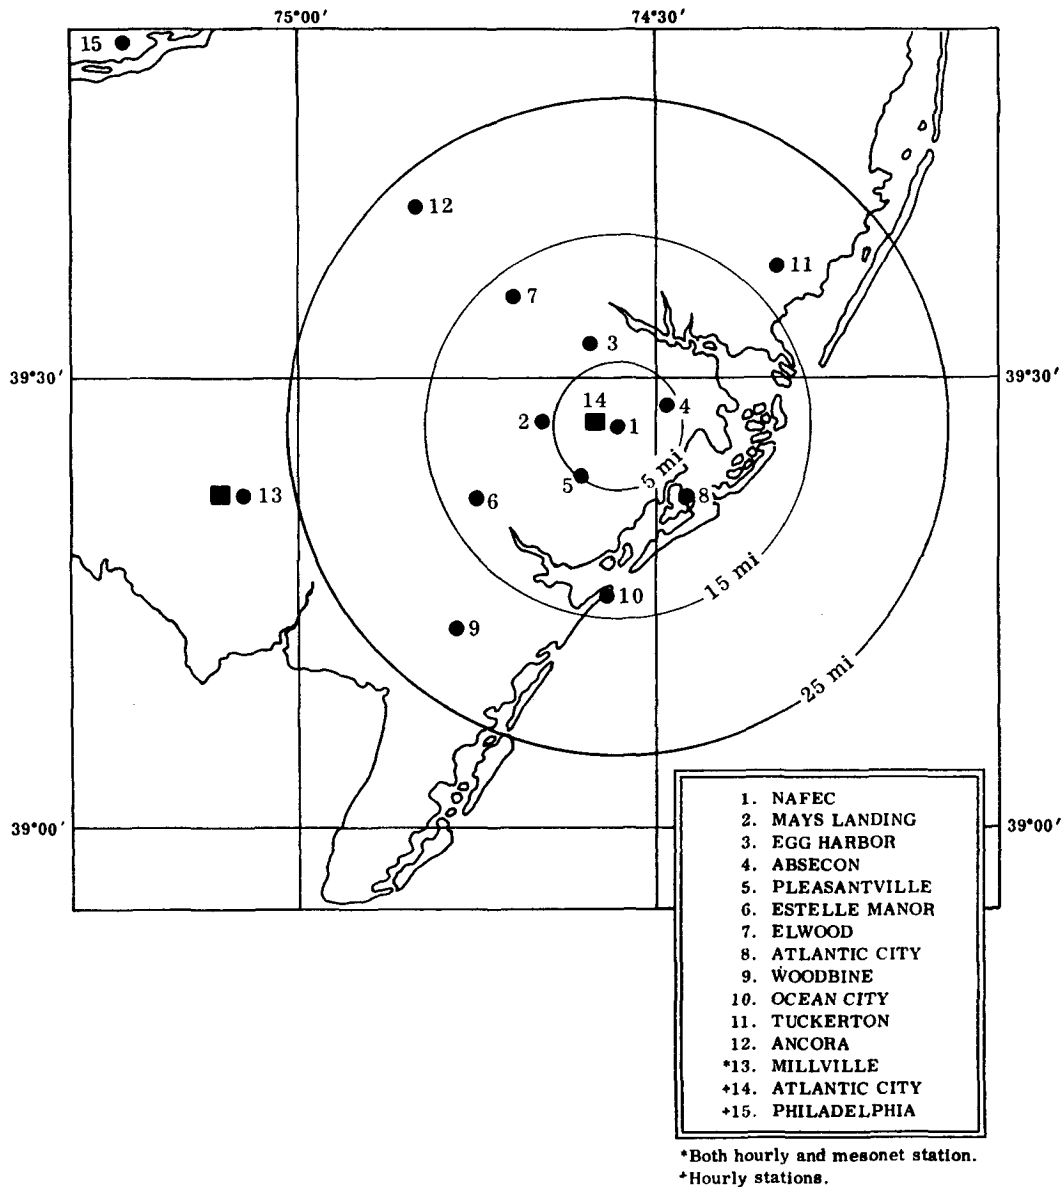 75°00′ 74°30′
15
12
11
7
3
39°30′ 39°30′
14
4
2 1
5 mi
5
13 6 8
15 mi
10
9
25 mi
39°00′ 39°00′
1. NAFEC
2. MAYS LANDING
3. EGG HARBOR
4. ABSECON
5. PLEASANTVILLE
6. ESTELLE MANOR
7. ELWOOD
8. ATLANTIC CITY
9. WOODBINE
10. OCEAN CITY
11. TUCKERTON
12. ANCORA
*13. MILLVILLE
+14. ATLANTIC CITY
+15. PHILADELPHIA
*Both hourly and mesonet station.
+Hourly stations.